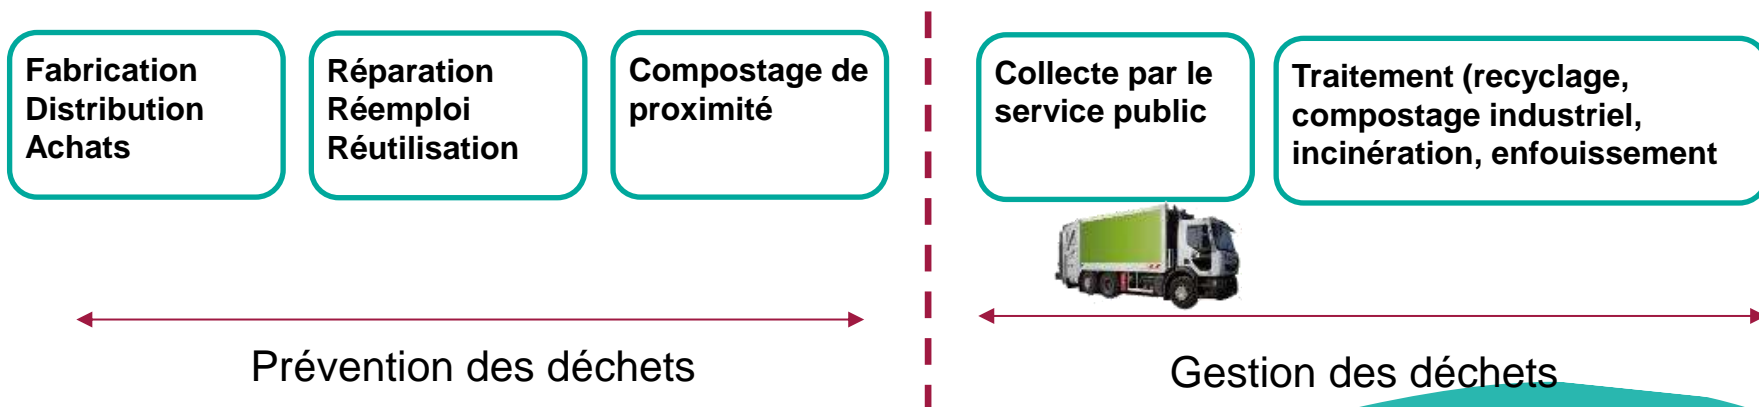 Fabrication
Distribution
Achats
Réparation
Réemploi
Réutilisation
Compostage de
proximité
Collecte par le
service public
Traitement (recyclage,
compostage industriel,
incinération, enfouissement
Prévention des déchets
Gestion des déchets